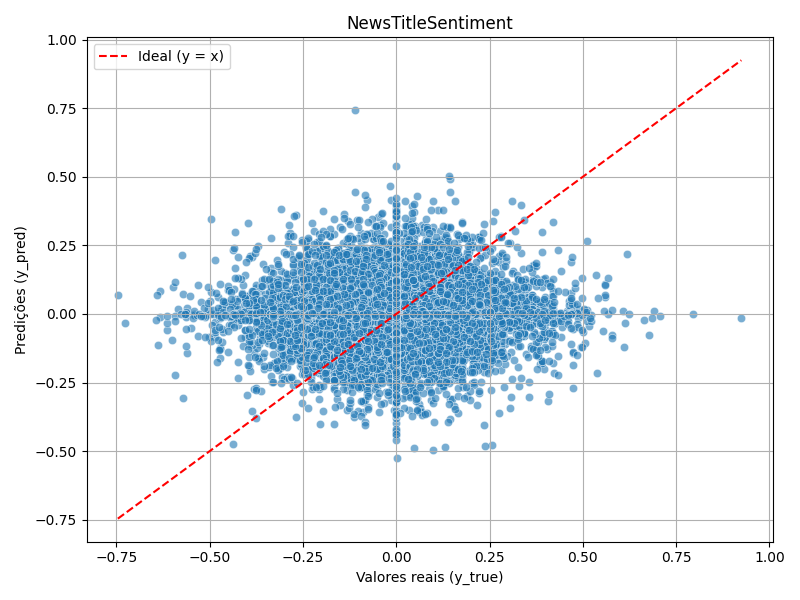 NewsTitleSentiment
Ideal (y = x)
1.00
0.75
0.50
0.25
0.00
−0.25
−0.50
−0.75
Predições (y_pred)
−0.75 −0.50 −0.25 0.00 0.25 0.50 0.75 1.00
Valores reais (y_true)